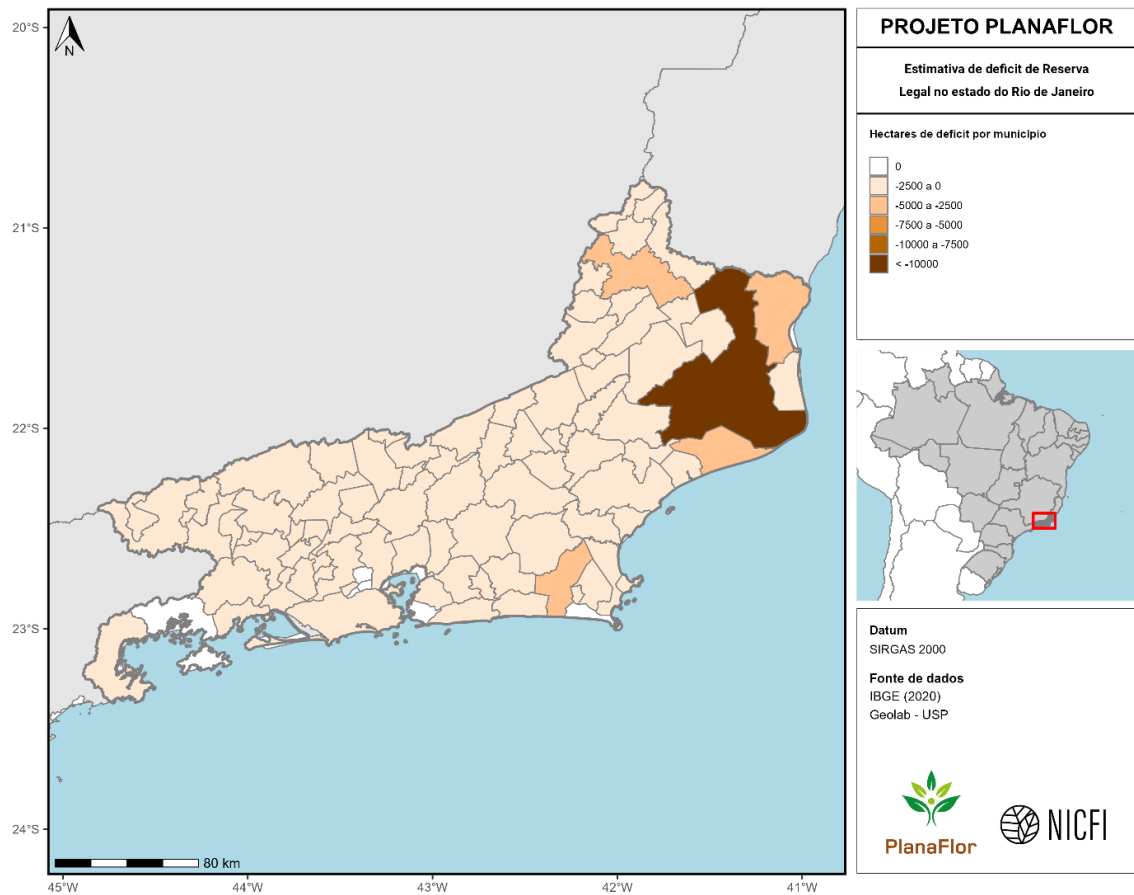 20°S
21°S
22°S
23°S
24°S
N
80 km
45°W
44°W
43°W
42°W
41°W
PROJETO PLANAFLOR
Estimativa de deficit de Reserva
Legal no estado do Rio de Janeiro
Hectares de deficit por município
0
-2500 a 0
-5000 a -2500
-7500 a -5000
-10000 a -7500
< -10000
Datum
SIRGAS 2000
Fonte de dados
IBGE (2020)
Geolab - USP
PlanaFlor
NICFI